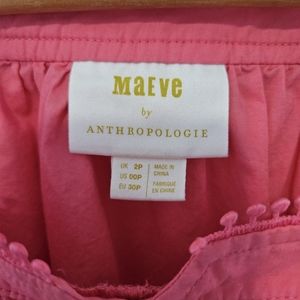 MAEVE
by
ANTHROPOLOGIE
UK 2P
US 00P
EU 30P
MADE IN
CHINA
FABRIQUÉ
EN CHINE